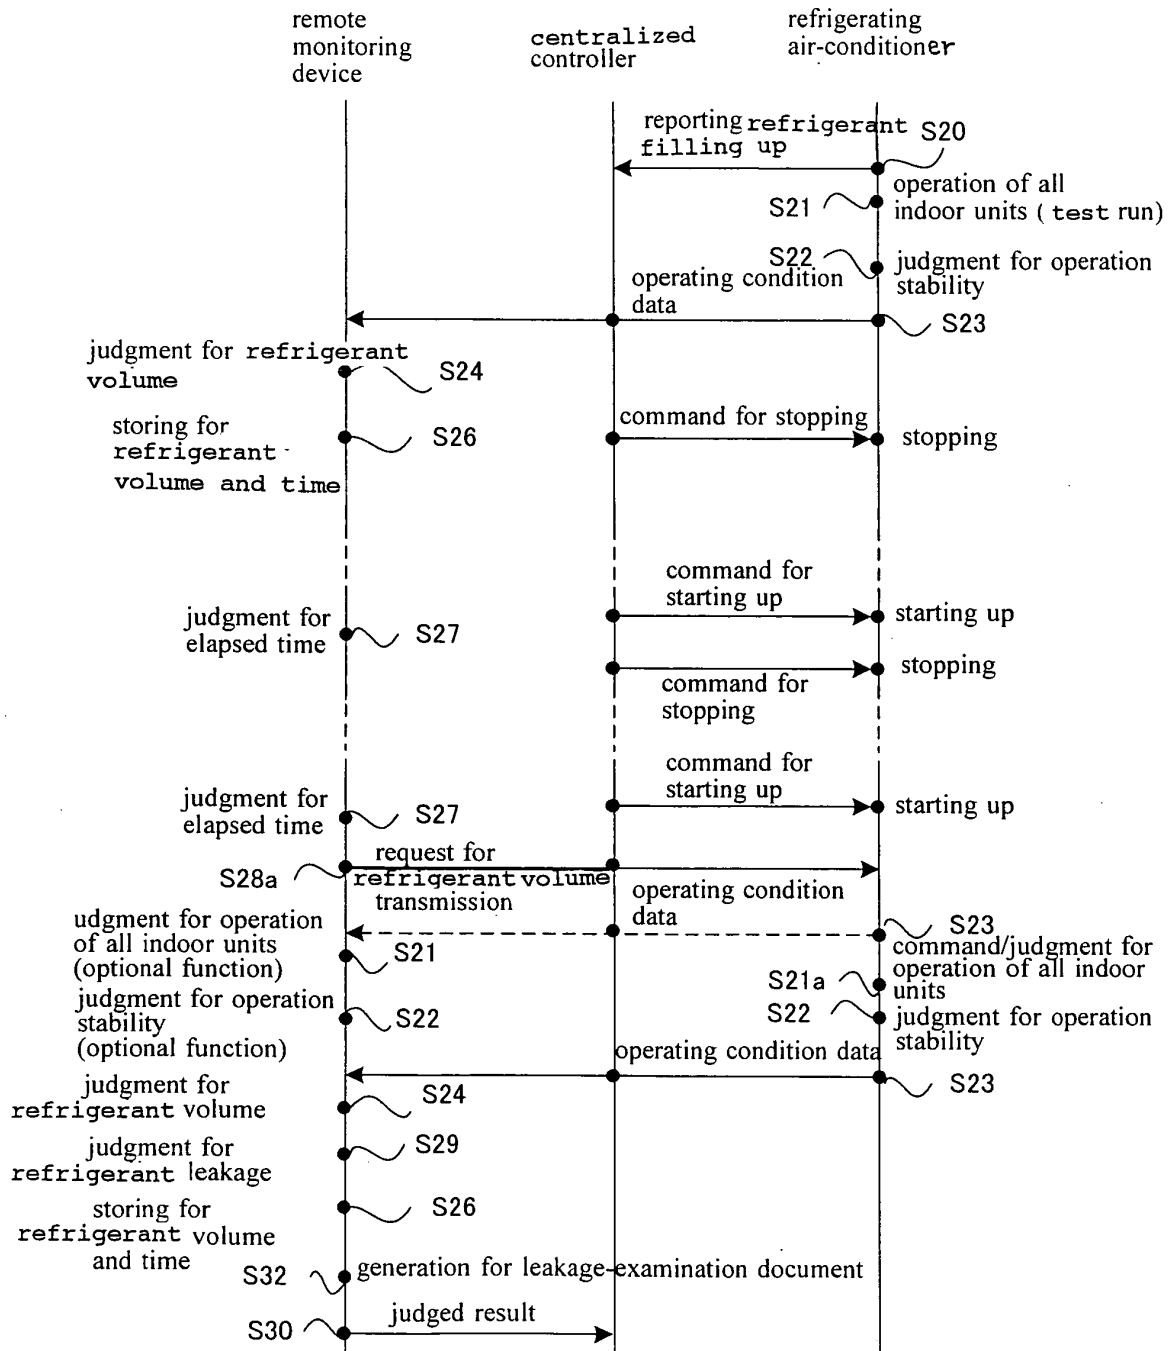 remote
monitoring
device
centralized
controller
refrigerating
air-conditioner
reporting refrigerant
filling up
S20
S21
operation of all
indoor units ( test run)
S22
judgment for operation
stability
operating condition
data
S23
judgment for refrigerant
volume
S24
storing for
refrigerant
volume and time
S26
command for stopping
stopping
command for
starting up
starting up
judgment for
elapsed time
S27
stopping
command for
stopping
command for
starting up
starting up
judgment for
elapsed time
S27
S28a
request for
refrigerant volume
transmission
operating condition
data
S23
udgment for operation
of all indoor units
(optional function)
S21
command/judgment for
operation of all indoor
units
S21a
judgment for operation
stability
(optional function)
S22
S22
judgment for operation
stability
operating condition data
S23
judgment for
refrigerant volume
S24
judgment for
refrigerant leakage
S29
storing for
refrigerant volume
and time
S26
S32
generation for leakage-examination document
S30
judged result